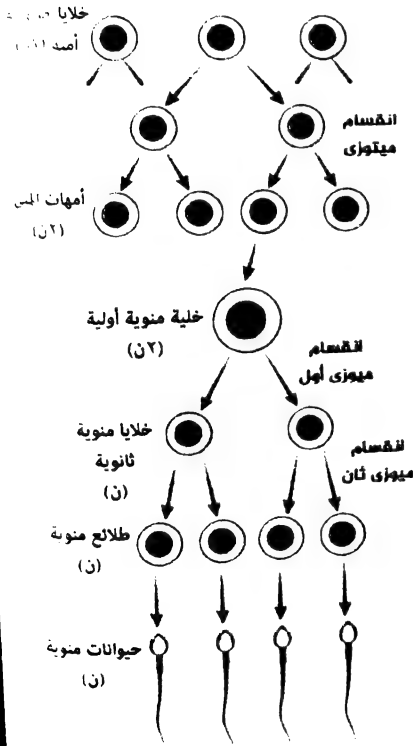 خلايا
انقسام
ميتوزى
أمهات
(٢ن)
خلية منوية أولية
(٢ن)
انقسام
ميوزى أول
خلايا منوية
ثانوية
(ن)
انقسام
ميوزى ثان
طلائع منوية
(ن)
حيوانات منوية
(ن)